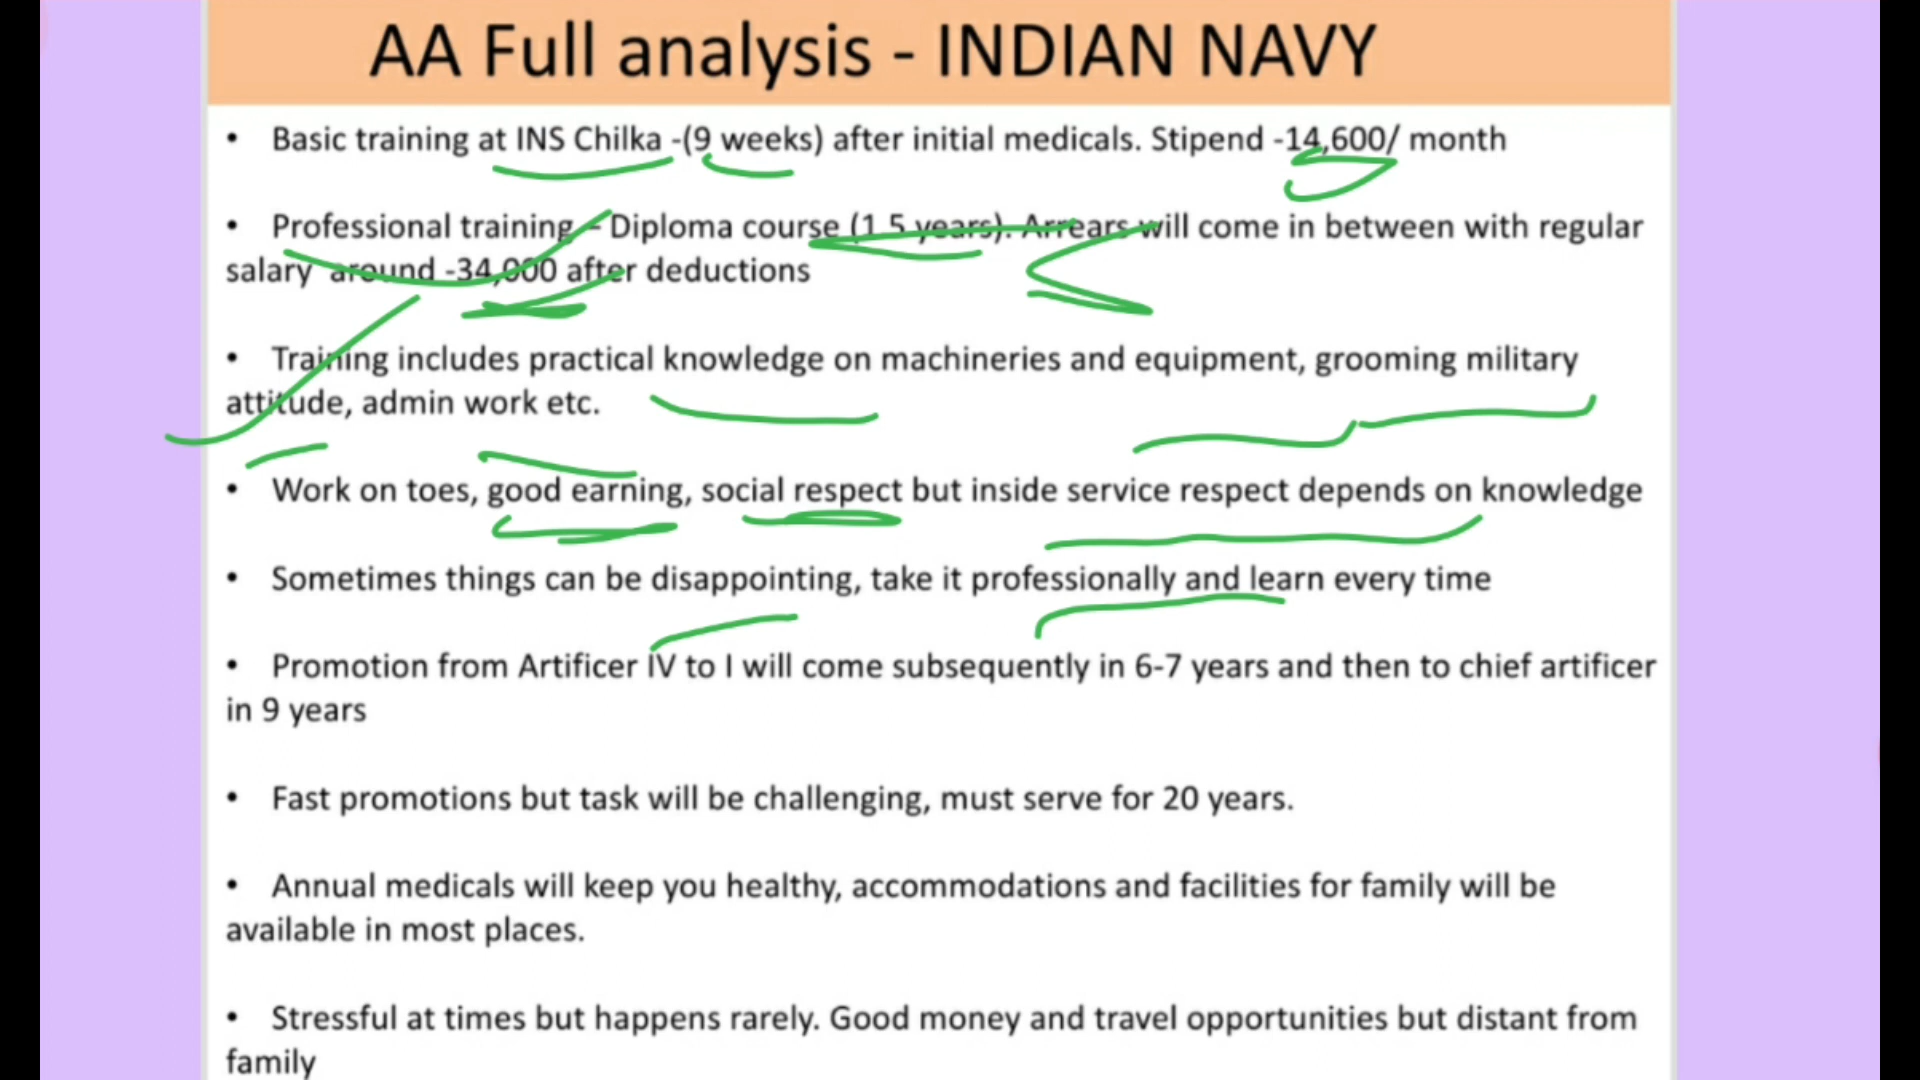 AA Full analysis - INDIAN NAVY
• Basic training at INS Chilka -(9 weeks) after initial medicals. Stipend -14,600/ month
• Professional training – Diploma course (1.5 years). Arrears will come in between with regular
salary around -34,000 after deductions
• Training includes practical knowledge on machineries and equipment, grooming military
attitude, admin work etc.
• Work on toes, good earning, social respect but inside service respect depends on knowledge
• Sometimes things can be disappointing, take it professionally and learn every time
• Promotion from Artificer IV to I will come subsequently in 6-7 years and then to chief artificer
in 9 years
• Fast promotions but task will be challenging, must serve for 20 years.
• Annual medicals will keep you healthy, accommodations and facilities for family will be
available in most places.
• Stressful at times but happens rarely. Good money and travel opportunities but distant from
family